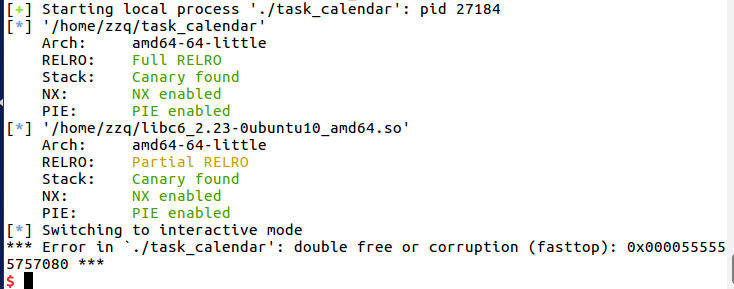 [+] Starting local process './task_calendar': pid 27184
[*] '/home/zzq/task_calendar'
    Arch:     amd64-64-little
    RELRO:    Full RELRO
    Stack:    Canary found
    NX:       NX enabled
    PIE:      PIE enabled
[*] '/home/zzq/libc6_2.23-0ubuntu10_amd64.so'
    Arch:     amd64-64-little
    RELRO:    Partial RELRO
    Stack:    Canary found
    NX:       NX enabled
    PIE:      PIE enabled
[*] Switching to interactive mode
*** Error in `./task_calendar': double free or corruption (fasttop): 0x000055555
5757080 ***
$